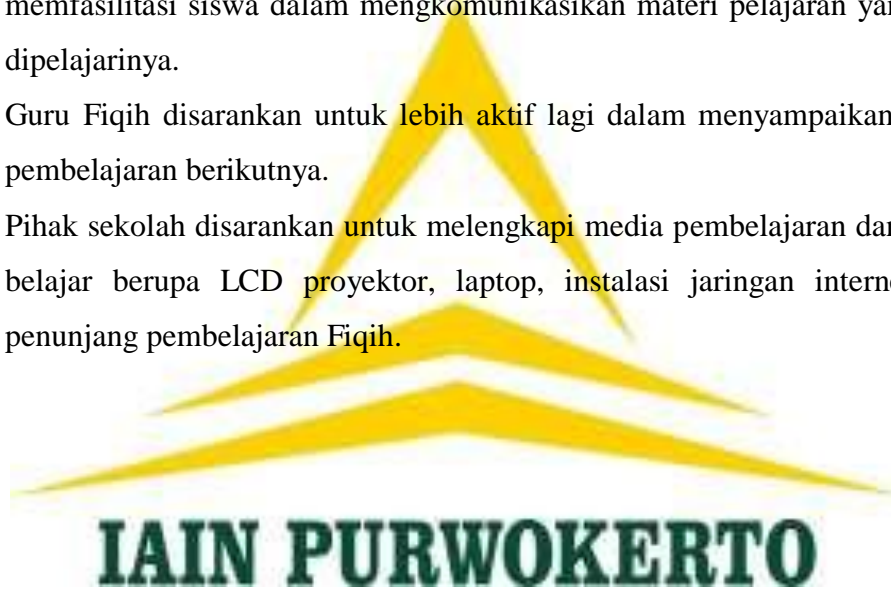 memfasilitasi siswa dalam mengkomunikasikan materi pelajaran yan
dipelajarinya.
Guru Fiqih disarankan untuk lebih aktif lagi dalam menyampaikan
pembelajaran berikutnya.
Pihak sekolah disarankan untuk melengkapi media pembelajaran dan
belajar berupa LCD proyektor, laptop, instalasi jaringan interne
penunjang pembelajaran Fiqih.
IAIN PURWOKERTO